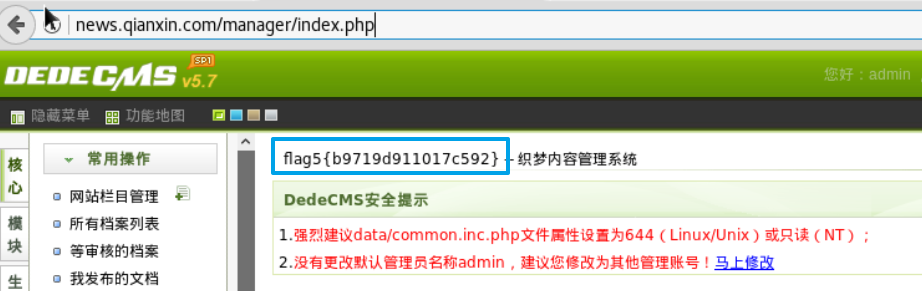 news.qianxin.com/manager/index.php
DEDECMS v5.7 SP1
您好：admin
隐藏菜单 功能地图
核心
模块
生
常用操作
网站栏目管理
所有档案列表
等审核的档案
我发布的文档
flag5{b9719d911017c592} - 织梦内容管理系统
DedeCMS安全提示
1.强烈建议data/common.inc.php文件属性设置为644（Linux/Unix）或只读（NT）；
2.没有更改默认管理员名称admin，建议您修改为其他管理账号！马上修改